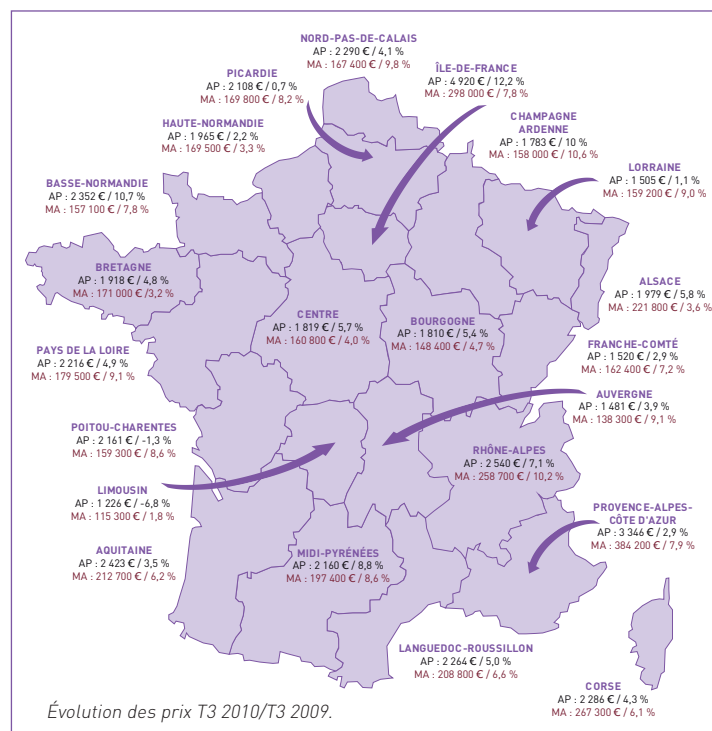 NORD-PAS-DE-CALAIS
AP : 2 290 € / 4,1 %
MA : 167 400 € / 9,8 %
ÎLE-DE-FRANCE
AP : 4 920 € / 12,2 %
MA : 298 000 € / 7,8 %
PICARDIE
AP : 2 108 € / 0,7 %
MA : 169 800 € / 8,2 %
CHAMPAGNE
ARDENNE
AP : 1 783 € / 10 %
MA : 158 000 € / 10,6 %
HAUTE-NORMANDIE
AP : 1 965 € / 2,2 %
MA : 169 500 € / 3,3 %
LORRAINE
AP : 1 505 € / 1,1 %
MA : 159 200 € / 9,0 %
BASSE-NORMANDIE
AP : 2 352 € / 10,7 %
MA : 157 100 € / 7,8 %
BRETAGNE
AP : 1 918 € / 4,8 %
MA : 171 000 € /3,2 %
ALSACE
AP : 1 979 € / 5,8 %
MA : 221 800 € / 3,6 %
CENTRE
AP : 1 819 € / 5,7 %
MA : 160 800 € / 4,0 %
BOURGOGNE
AP : 1 810 € / 5,4 %
MA : 148 400 € / 4,7 %
FRANCHE-COMTÉ
AP : 1 520 € / 2,9 %
MA : 162 400 € / 7,2 %
PAYS DE LA LOIRE
AP : 2 216 € / 4,9 %
MA : 179 500 € / 9,1 %
AUVERGNE
AP : 1 481 € / 3,9 %
MA : 138 300 € / 9,1 %
POITOU-CHARENTES
AP : 2 161 € / -1,3 %
MA : 159 300 € / 8,6 %
RHÔNE-ALPES
AP : 2 540 € / 7,1 %
MA : 258 700 € / 10,2 %
LIMOUSIN
AP : 1 226 € / -6,8 %
MA : 115 300 € / 1,8 %
PROVENCE-ALPES-
CÔTE D'AZUR
AP : 3 346 € / 2,9 %
MA : 384 200 € / 7,9 %
AQUITAINE
AP : 2 423 € / 3,5 %
MA : 212 700 € / 6,2 %
MIDI-PYRÉNÉES
AP : 2 160 € / 8,8 %
MA : 197 400 € / 8,6 %
LANGUEDOC-ROUSSILLON
AP : 2 264 € / 5,0 %
MA : 208 800 € / 6,6 %
CORSE
AP : 2 286 € / 4,3 %
MA : 267 300 € / 6,1 %
Évolution des prix T3 2010/T3 2009.